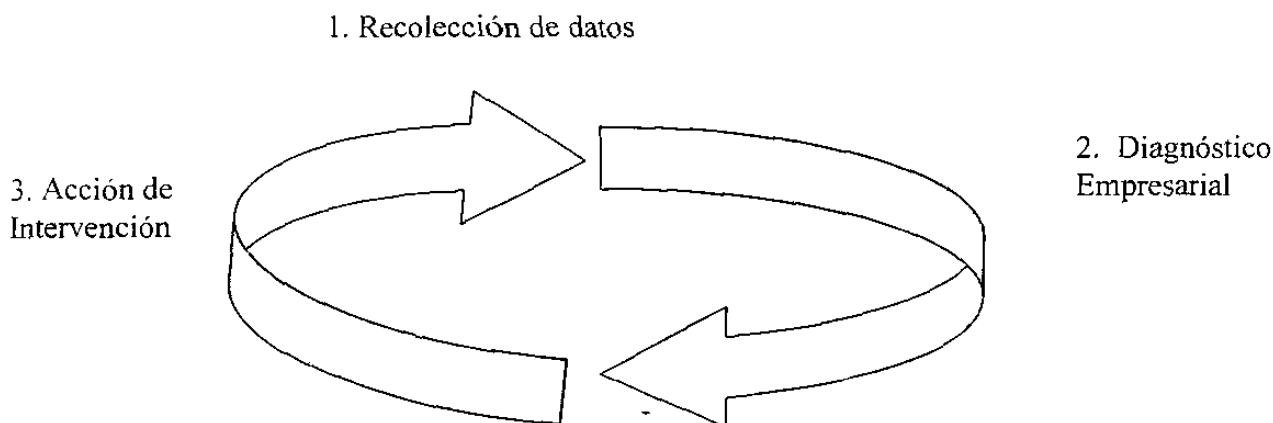 1. Recolección de datos
2. Diagnóstico
Empresarial
3. Acción de
Intervención